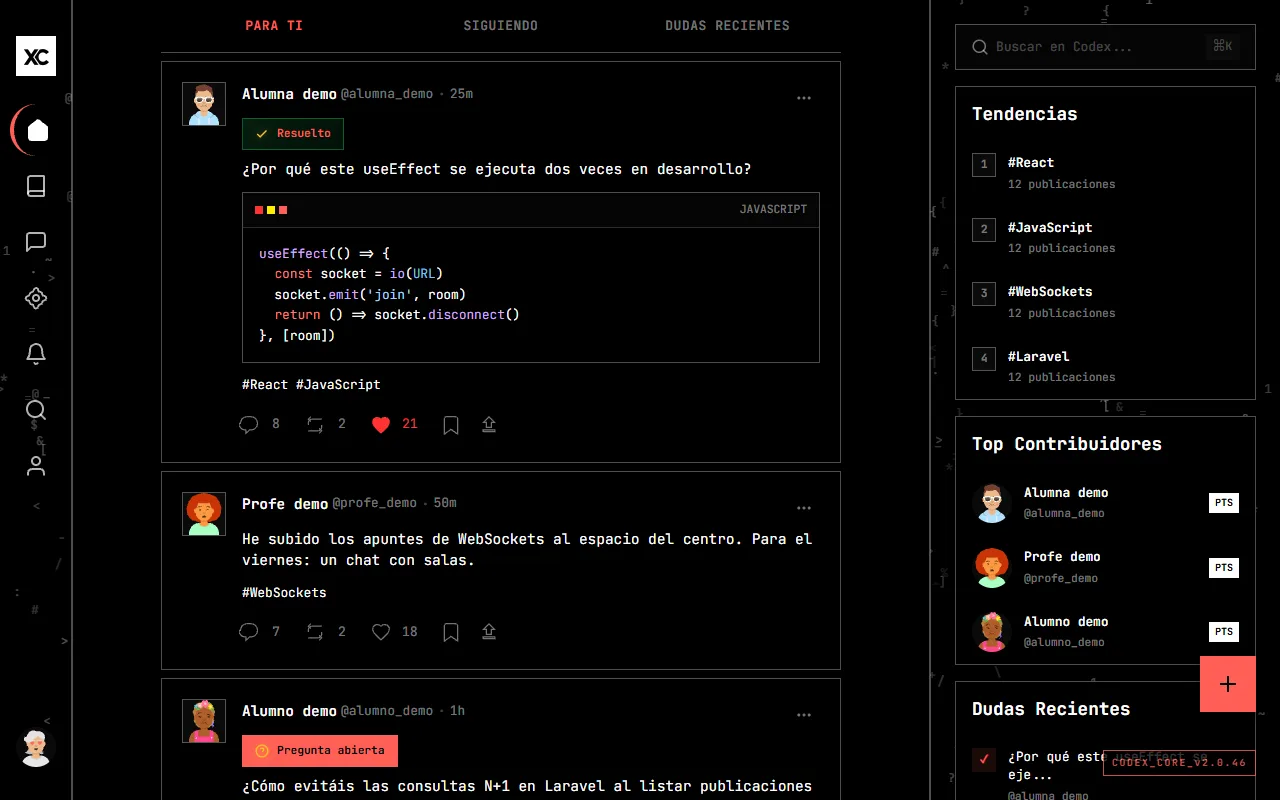 XC
PARA TI
SIGUIENDO
DUDAS RECIENTES
Alumna demo @alumna_demo · 25m
Resuelto
¿Por qué este useEffect se ejecuta dos veces en desarrollo?
JAVASCRIPT
useEffect(() => {
const socket = io(URL)
socket.emit('join', room)
return () => socket.disconnect()
}, [room])
#React #JavaScript
8
2
21
Profe demo @profe_demo · 50m
He subido los apuntes de WebSockets al espacio del centro. Para el
viernes: un chat con salas.
#WebSockets
7
2
18
Alumno demo @alumno_demo · 1h
Pregunta abierta
¿Cómo evitáis las consultas N+1 en Laravel al listar publicaciones
Buscar en Codex...
⌘K
Tendencias
1
#React
12 publicaciones
2
#JavaScript
12 publicaciones
3
#WebSockets
12 publicaciones
4
#Laravel
12 publicaciones
Top Contribuidores
Alumna demo
@alumna_demo
PTS
Profe demo
@profe_demo
PTS
Alumno demo
@alumno_demo
PTS
Dudas Recientes
¿Por qué este useEffect se
eje...
@alumna_demo
CODEX_CORE_v2.8.46